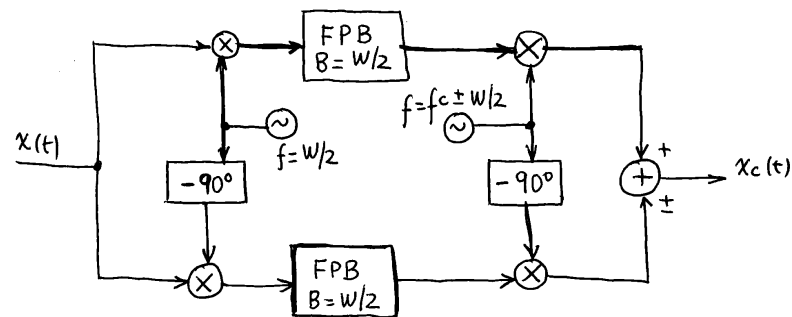 FPB
B = W/2
f = fc ± W/2
x(t)
f = W/2
-90°
-90°
+
+
xc(t)
±
FPB
B = W/2